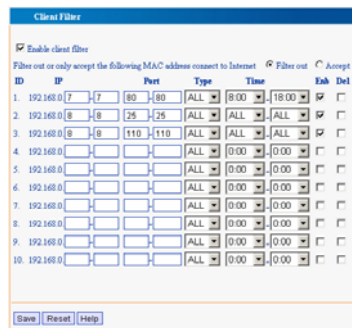 Client Filter
Enable client filter
Filter out or only accept the following MAC address connect to Internet Filter out Accept
ID IP Port Type Time Enb Del
1. 192.168.0. 7 - 7 80 - 80 ALL 8:00 - 18:00
2. 192.168.0. 8 - 8 25 - 25 ALL ALL - ALL
3. 192.168.0. 8 - 8 110 - 110 ALL ALL - ALL
4. 192.168.0. - - ALL 0:00 - 0:00
5. 192.168.0. - - ALL 0:00 - 0:00
6. 192.168.0. - - ALL 0:00 - 0:00
7. 192.168.0. - - ALL 0:00 - 0:00
8. 192.168.0. - - ALL 0:00 - 0:00
9. 192.168.0. - - ALL 0:00 - 0:00
10. 192.168.0. - - ALL 0:00 - 0:00
Save Reset Help